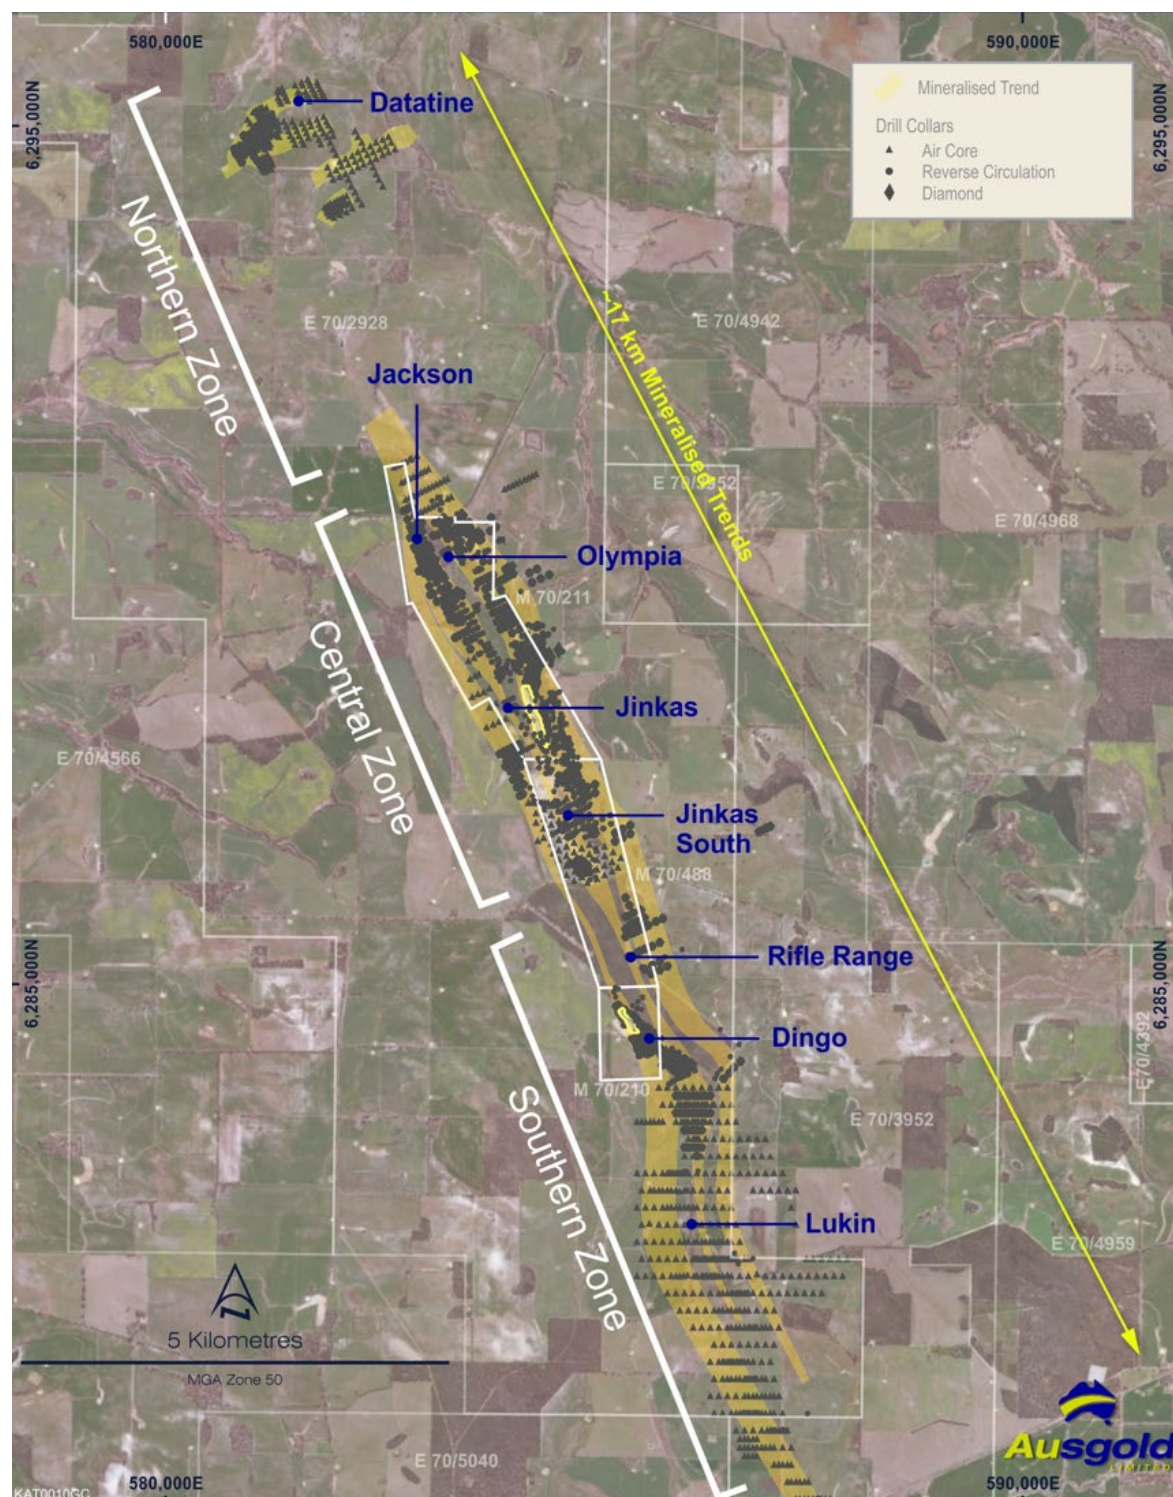 580,000E
590,000E
6,295,000N
6,295,000N
Mineralised Trend
Drill Collars
Air Core
Reverse Circulation
Diamond
Datatine
Northern Zone
E 70/2928
E 70/4942
~17 km Mineralised Trends
Jackson
E 70/4968
Olympia
M 70/211
Central Zone
Jinkas
E 70/4566
Jinkas
South
M 70/488
Rifle Range
6,285,000N
6,285,000N
Dingo
E 70/4392
M 70/210
Southern Zone
E 70/3952
Lukin
E 70/4959
5 Kilometres
MGA Zone 50
Ausgold
LIMITED
E 70/5040
580,000E
590,000E
KAT0010GC